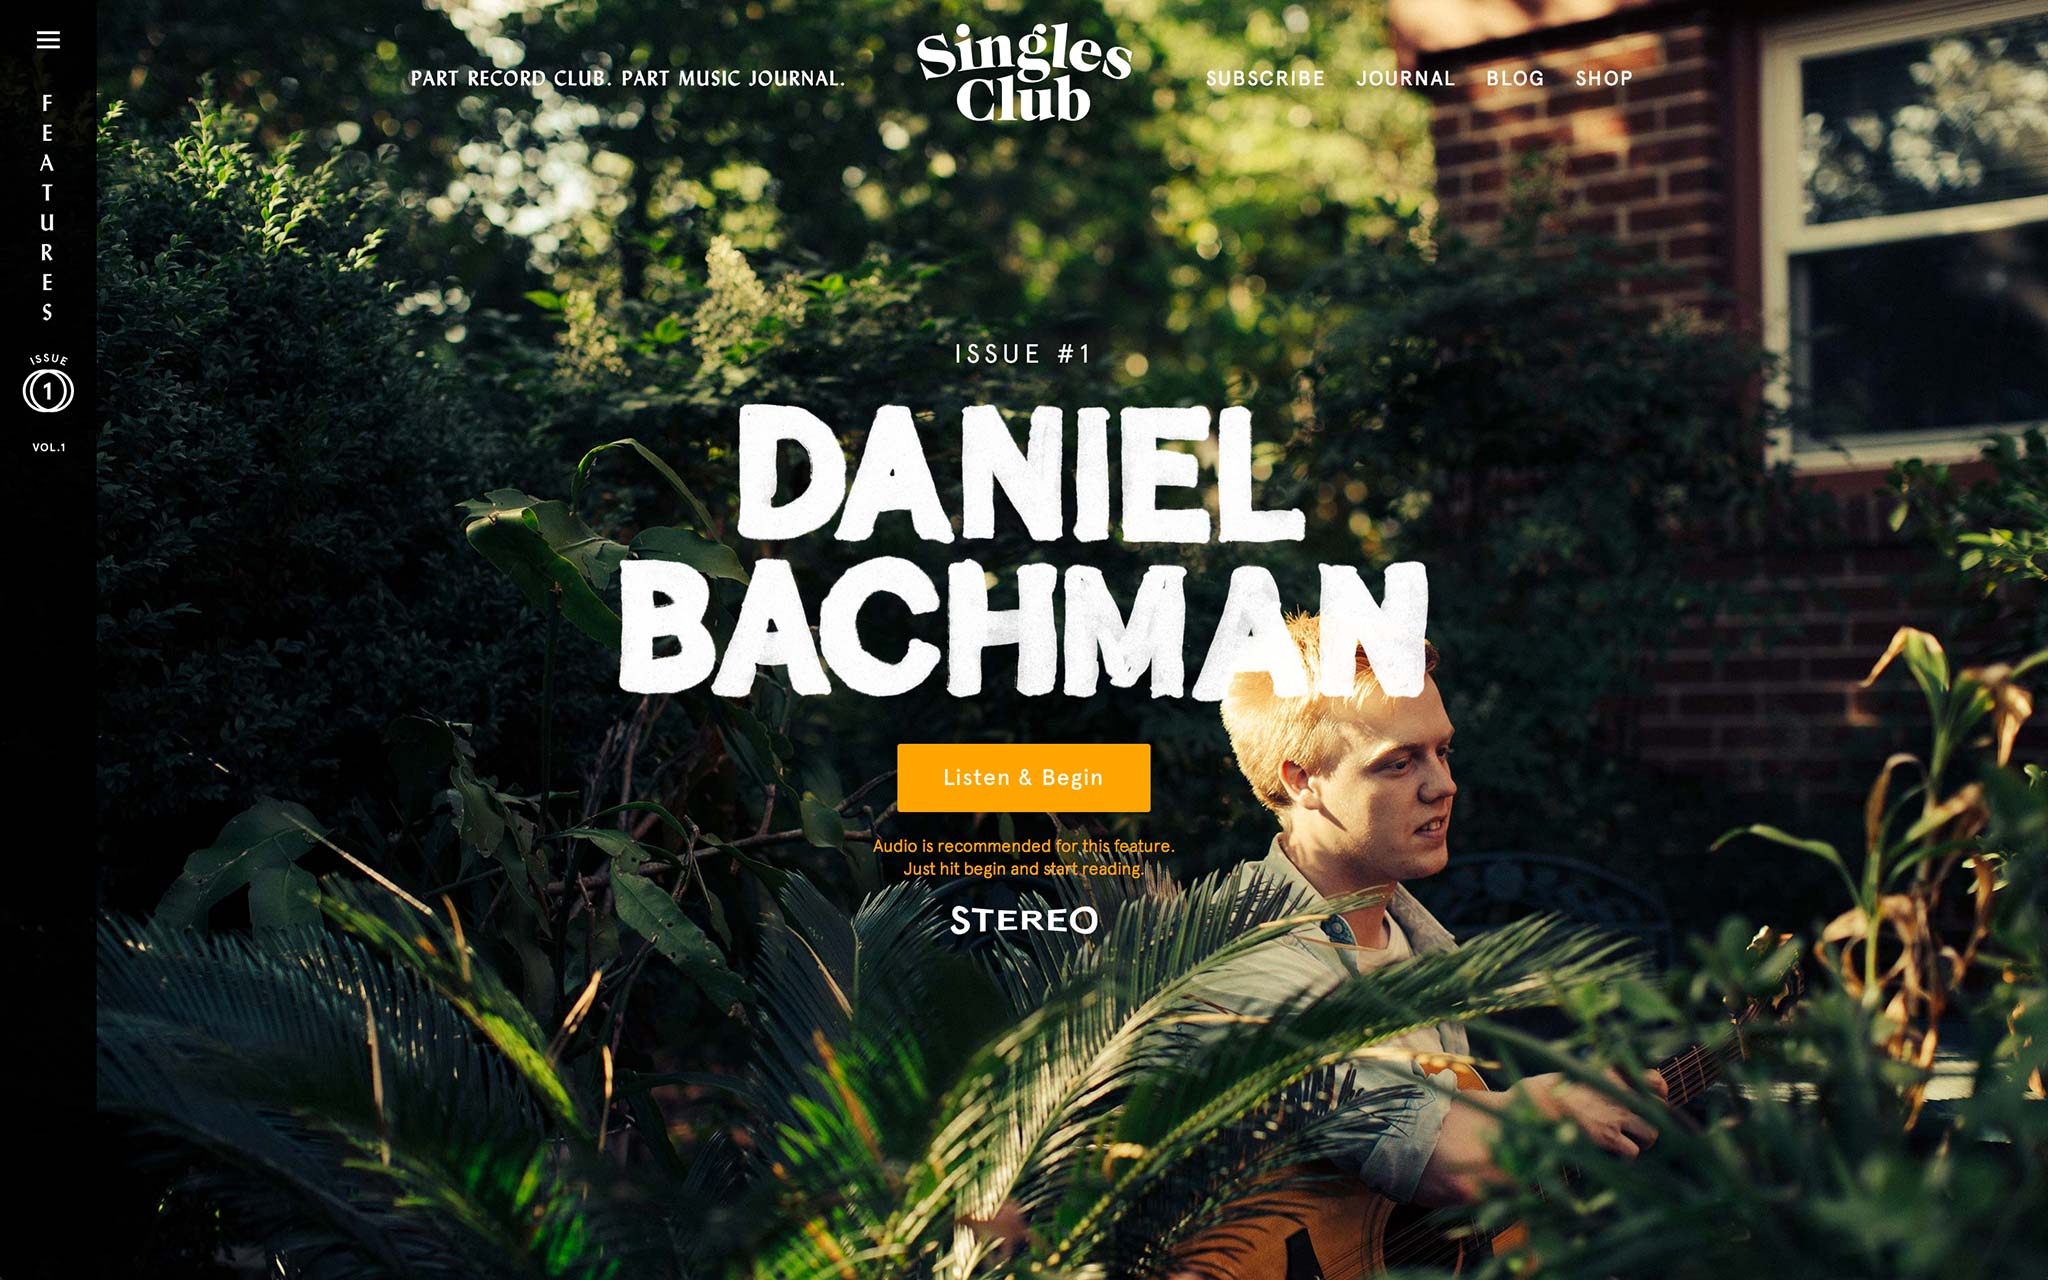 PART RECORD CLUB. PART MUSIC JOURNAL.
Singles
Club
SUBSCRIBE JOURNAL BLOG SHOP
FEATURES
ISSUE
1
VOL.1
ISSUE #1
DANIEL
BACHMAN
Listen & Begin
Audio is recommended for this feature.
Just hit begin and start reading.
STEREO